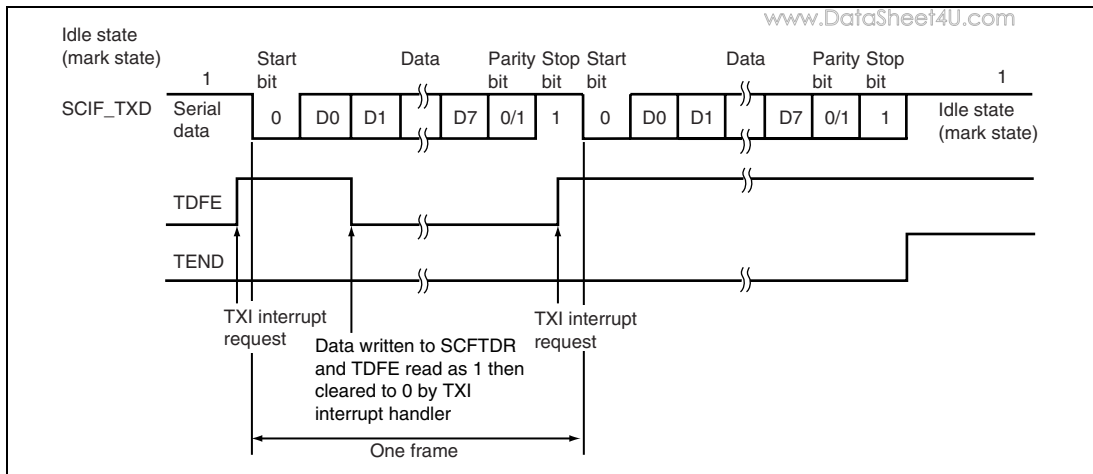 www.DataSheet4U.com
Idle state
(mark state)
1
Start
bit
Data
Parity
bit
Stop
bit
Start
bit
Data
Parity
bit
Stop
bit
1
SCIF_TXD
Serial
data
0
D0
D1
D7
0/1
1
0
D0
D1
D7
0/1
1
Idle state
(mark state)
TDFE
TEND
TXI interrupt
request
Data written to SCFTDR
and TDFE read as 1 then
cleared to 0 by TXI
interrupt handler
TXI interrupt
request
One frame